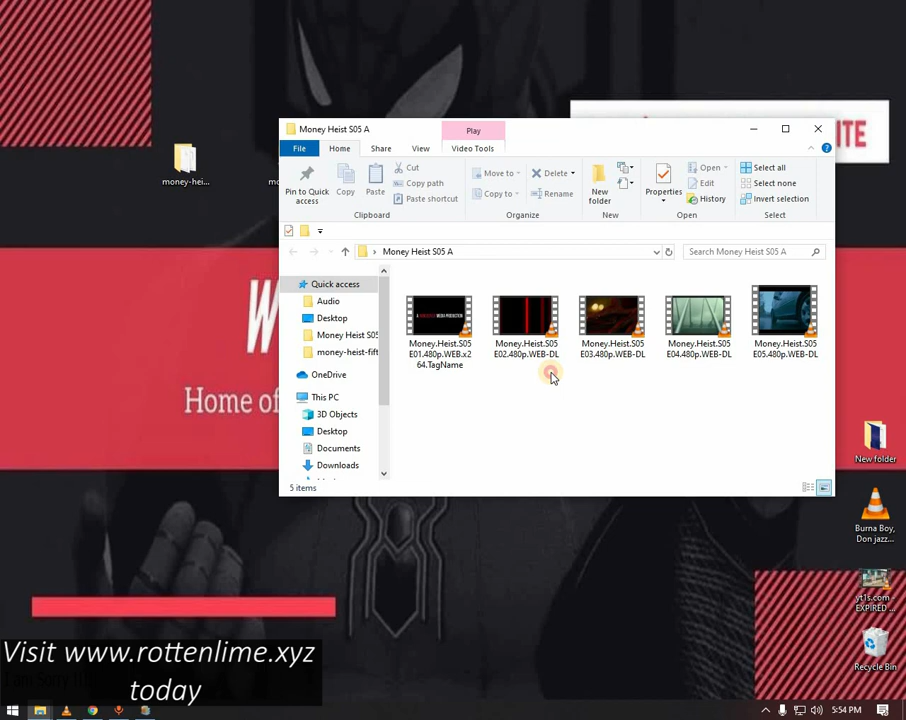 W
ITE
Home of
money-hei...
mo
Money Heist S05 A
Play
File
Home
Share
View
Video Tools
Pin to Quick
access
Copy
Paste
Cut
Copy path
Paste shortcut
Clipboard
Move to
Copy to
Delete
Rename
Organize
New
folder
New
Properties
Open
Edit
History
Open
Select all
Select none
Invert selection
Select
Money Heist S05 A
Search Money Heist S05 A
Quick access
Audio
Desktop
Money Heist S05
money-heist-fift
OneDrive
This PC
3D Objects
Desktop
Documents
Downloads
Money.Heist.S05
E01.480p.WEB.x2
64.TagName
Money.Heist.S05
E02.480p.WEB-DL
Money.Heist.S05
E03.480p.WEB-DL
Money.Heist.S05
E04.480p.WEB-DL
Money.Heist.S05
E05.480p.WEB-DL
5 items
New folder
Burna Boy,
Don jazz...
yt1s.com -
EXPIRED ...
Recycle Bin
Visit www.rottenlime.xyz
today
5:54 PM